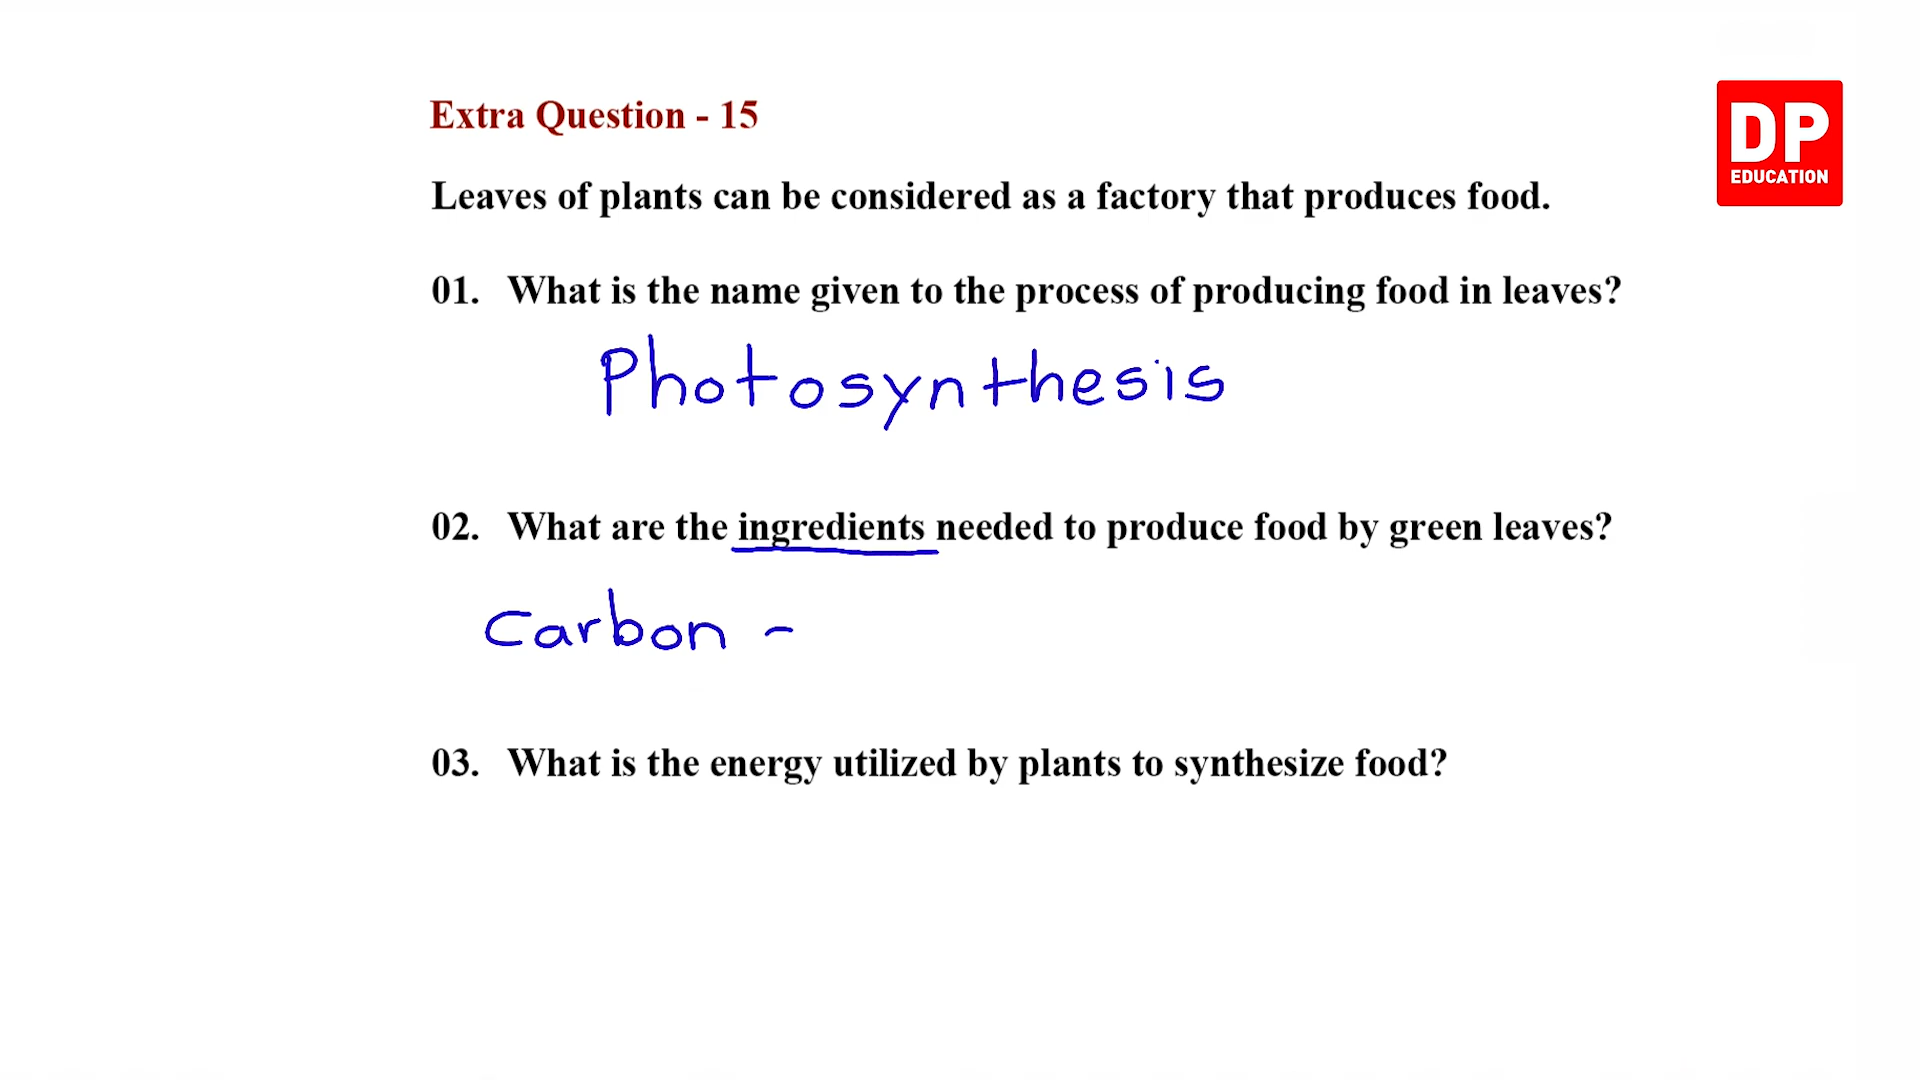 Extra Question - 15
DP
EDUCATION
Leaves of plants can be considered as a factory that produces food.
01. What is the name given to the process of producing food in leaves?
Photosynthesis
02. What are the ingredients needed to produce food by green leaves?
Carbon -
03. What is the energy utilized by plants to synthesize food?